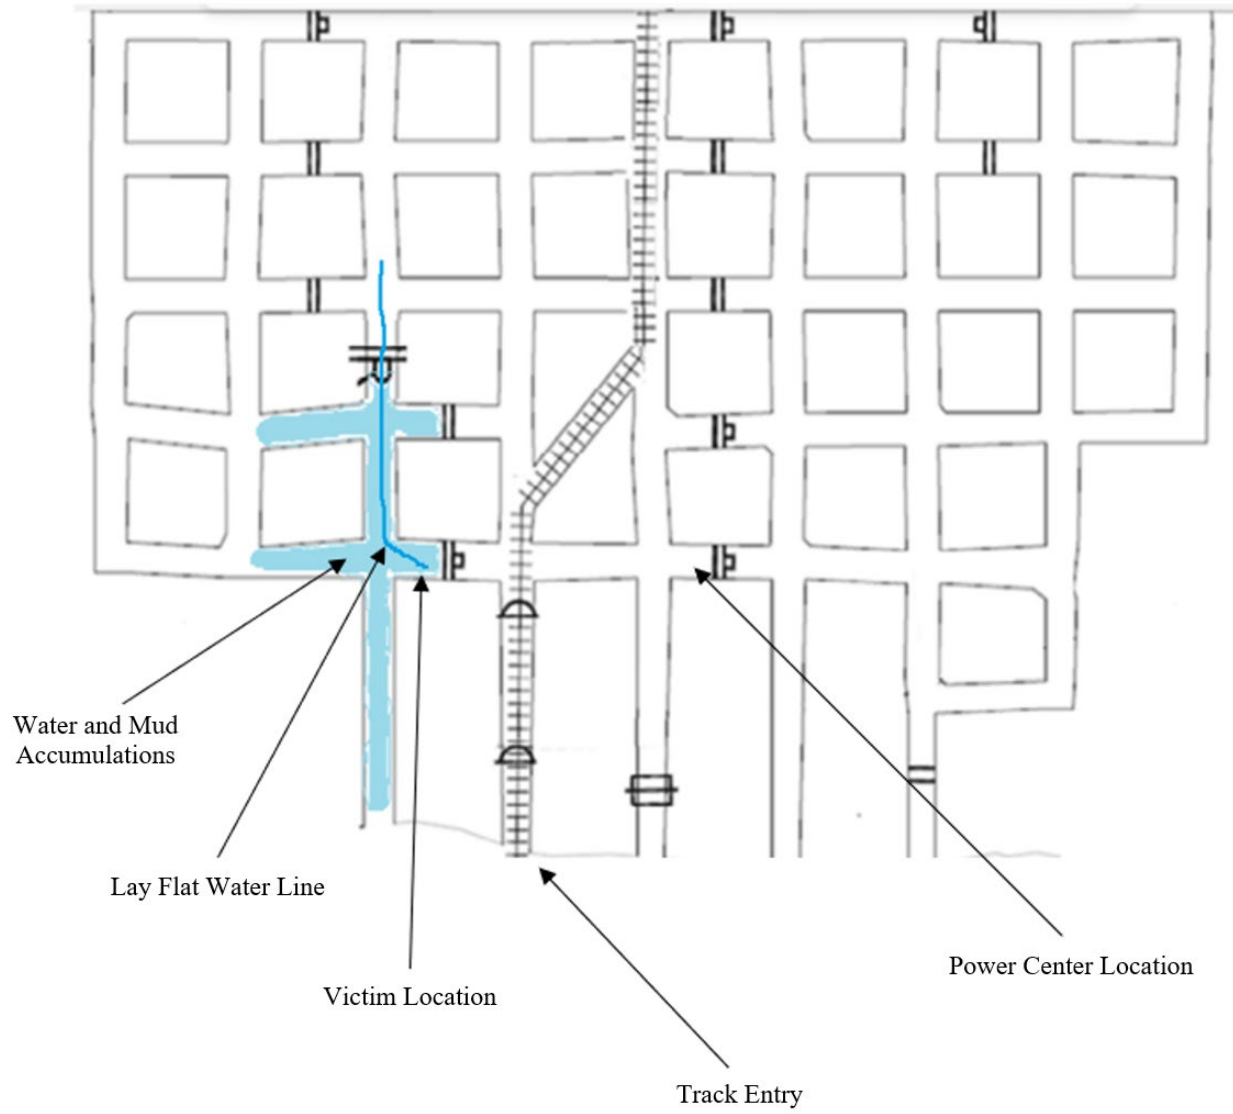 Water and Mud
Accumulations
Lay Flat Water Line
Victim Location
Power Center Location
Track Entry